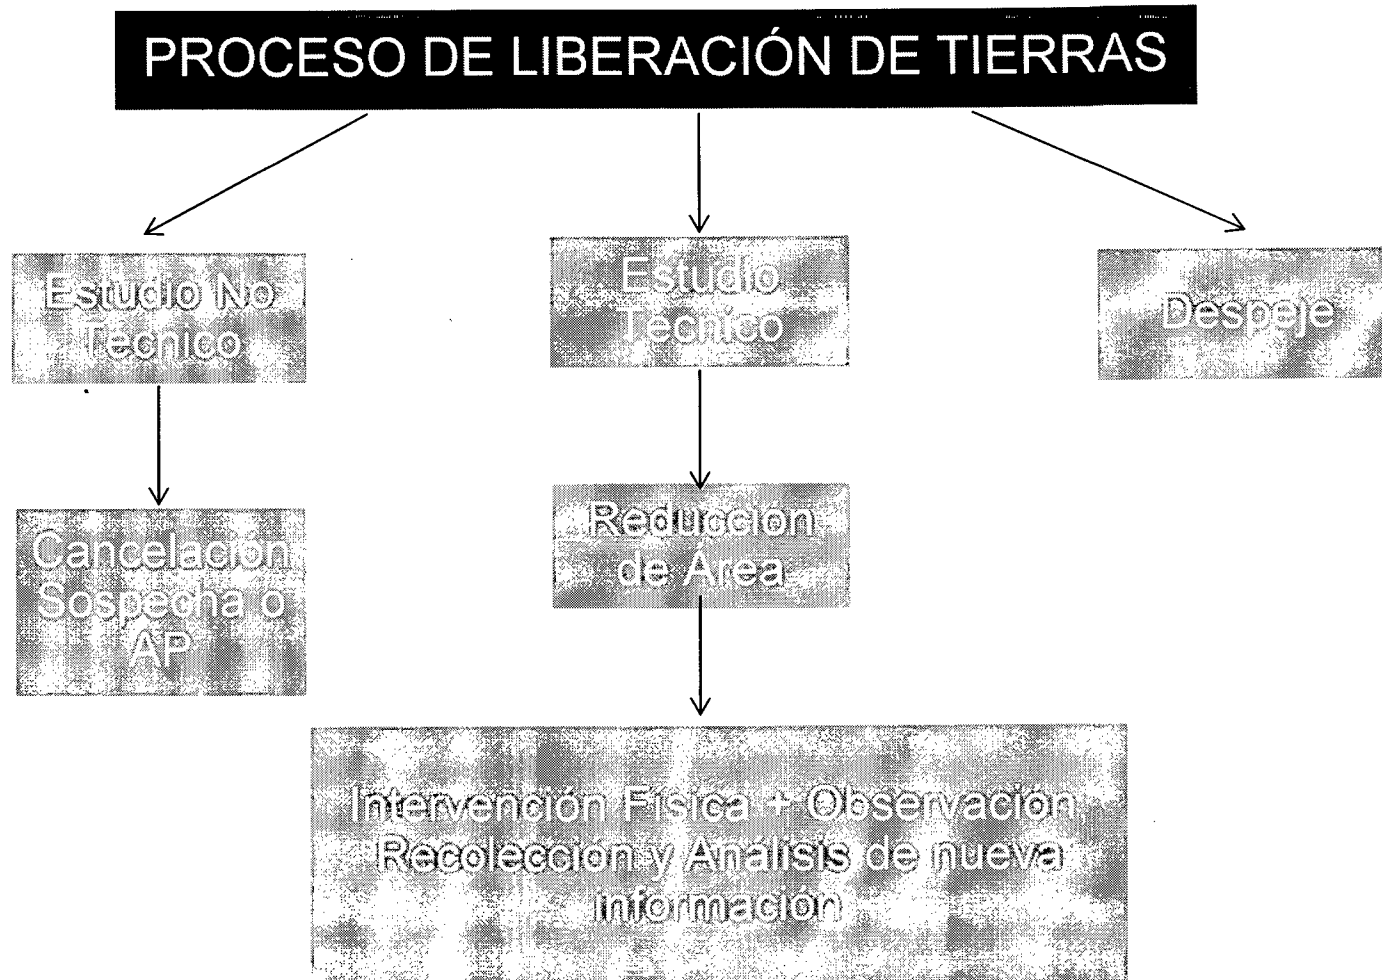 PROCESO DE LIBERACIÓN DE TIERRAS
Estudio No
Técnico
Estudio
Técnico
Despeje
Cancelación
Sospecha o
AP
Reducción
de Área
Intervención Física + Observación
Recolección y Análisis de nueva
información